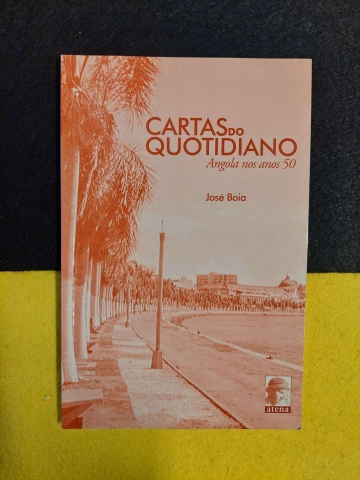 CARTAS DO
QUOTIDIANO
Angola nos anos 50
José Boia
atena